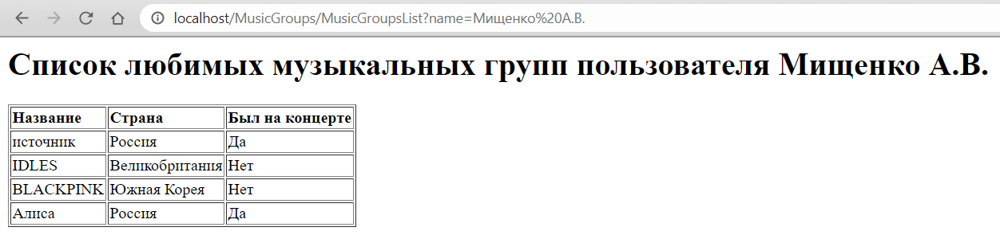 localhost/MusicGroups/MusicGroupsList?name=Мищенко%20А.В.
Список любимых музыкальных групп пользователя Мищенко А.В.
Название Страна Был на концерте
источник Россия Да
IDLES Великобритания Нет
BLACKPINK Южная Корея Нет
Алиса Россия Да